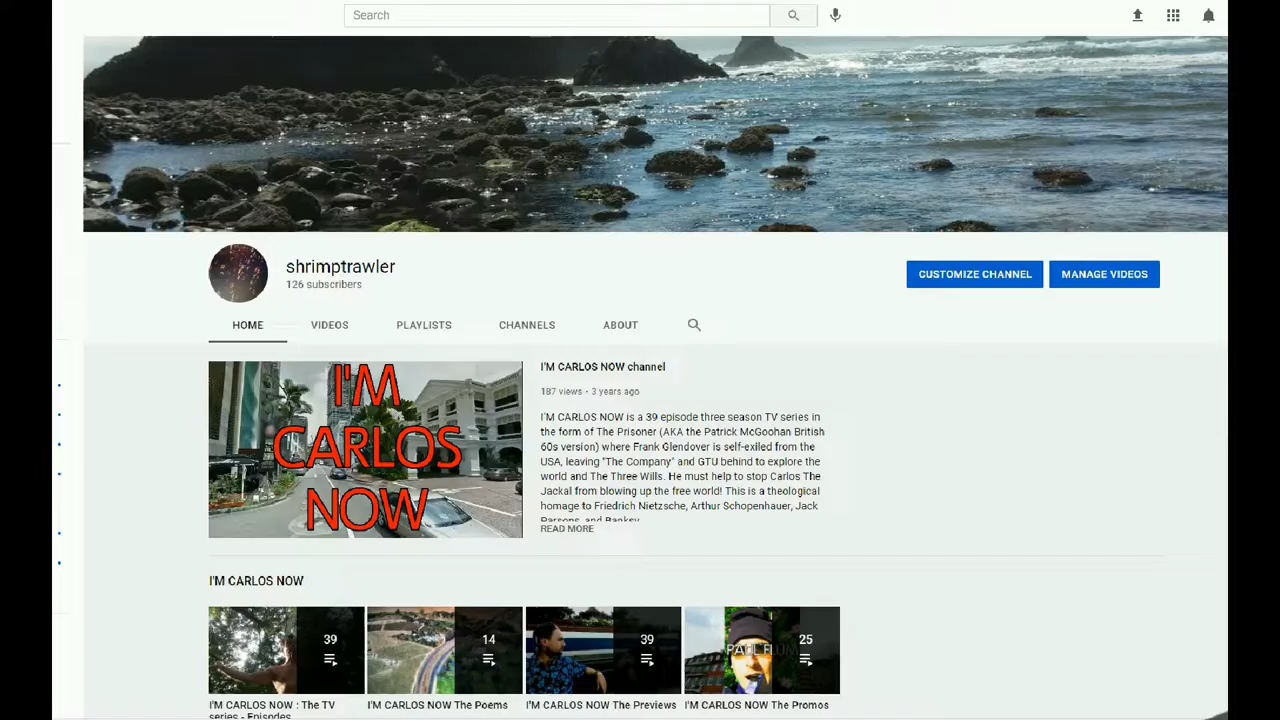 Search
shrimptrawler
126 subscribers
CUSTOMIZE CHANNEL
MANAGE VIDEOS
HOME
VIDEOS
PLAYLISTS
CHANNELS
ABOUT
I'M
CARLOS
NOW
I'M CARLOS NOW channel
187 views • 3 years ago
I'M CARLOS NOW is a 39 episode three season TV series in
the form of The Prisoner (AKA the Patrick McGoohan British
60s version) where Frank Glendover is self-exiled from the
USA, leaving "The Company" and GTU behind to explore the
world and The Three Wills. He must help to stop Carlos The
Jackal from blowing up the free world! This is a theological
homage to Friedrich Nietzsche, Arthur Schopenhauer, Jack
Parsons, and Banksy
READ MORE
I'M CARLOS NOW
39
14
39
PAUL FLUM
25
I'M CARLOS NOW : The TV
series - Episodes
I'M CARLOS NOW The Poems
I'M CARLOS NOW The Previews
I'M CARLOS NOW The Promos